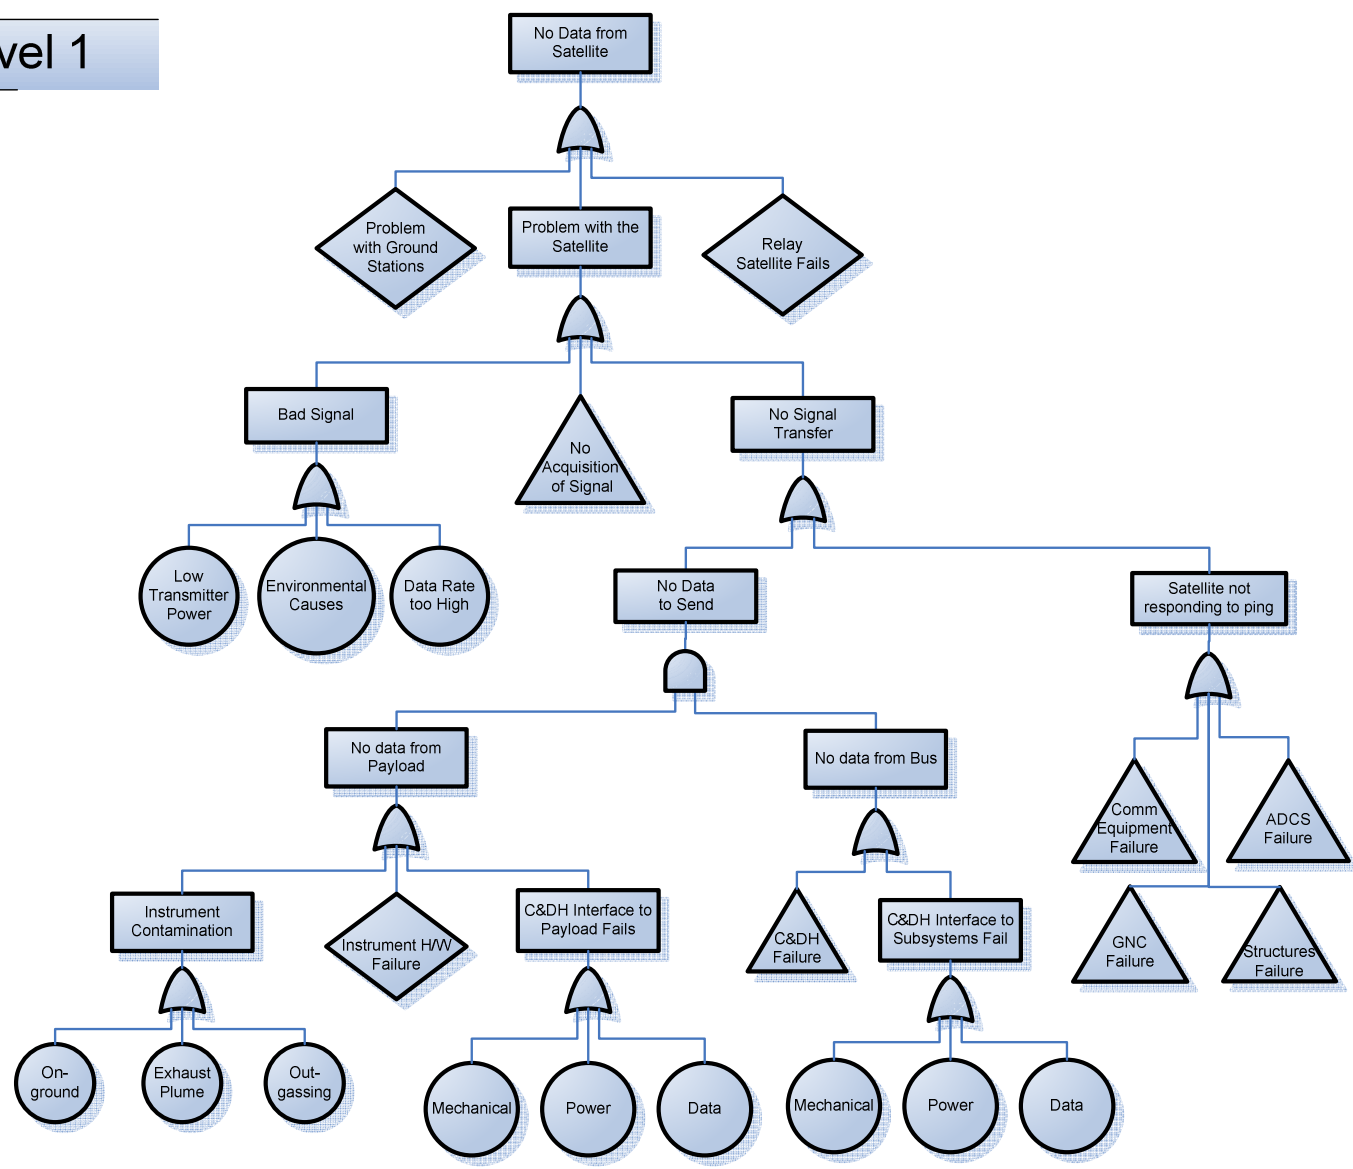 vel 1
No Data from
Satellite
Problem
with Ground
Stations
Problem with the
Satellite
Relay
Satellite Fails
Bad Signal
No
Acquisition
of Signal
No Signal
Transfer
Low
Transmitter
Power
Environmental
Causes
Data Rate
too High
No Data
to Send
Satellite not
responding to ping
No data from
Payload
No data from Bus
Comm
Equipment
Failure
ADCS
Failure
Instrument
Contamination
Instrument H/W
Failure
C&DH Interface to
Payload Fails
C&DH
Failure
C&DH Interface to
Subsystems Fail
GNC
Failure
Structures
Failure
On-
ground
Exhaust
Plume
Out-
gassing
Mechanical
Power
Data
Mechanical
Power
Data